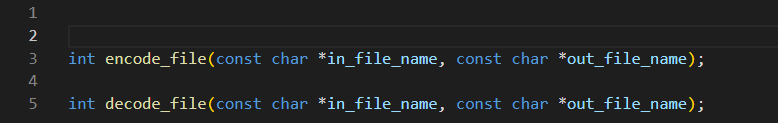 1
2
3 int encode_file(const char *in_file_name, const char *out_file_name);
4
5 int decode_file(const char *in_file_name, const char *out_file_name);